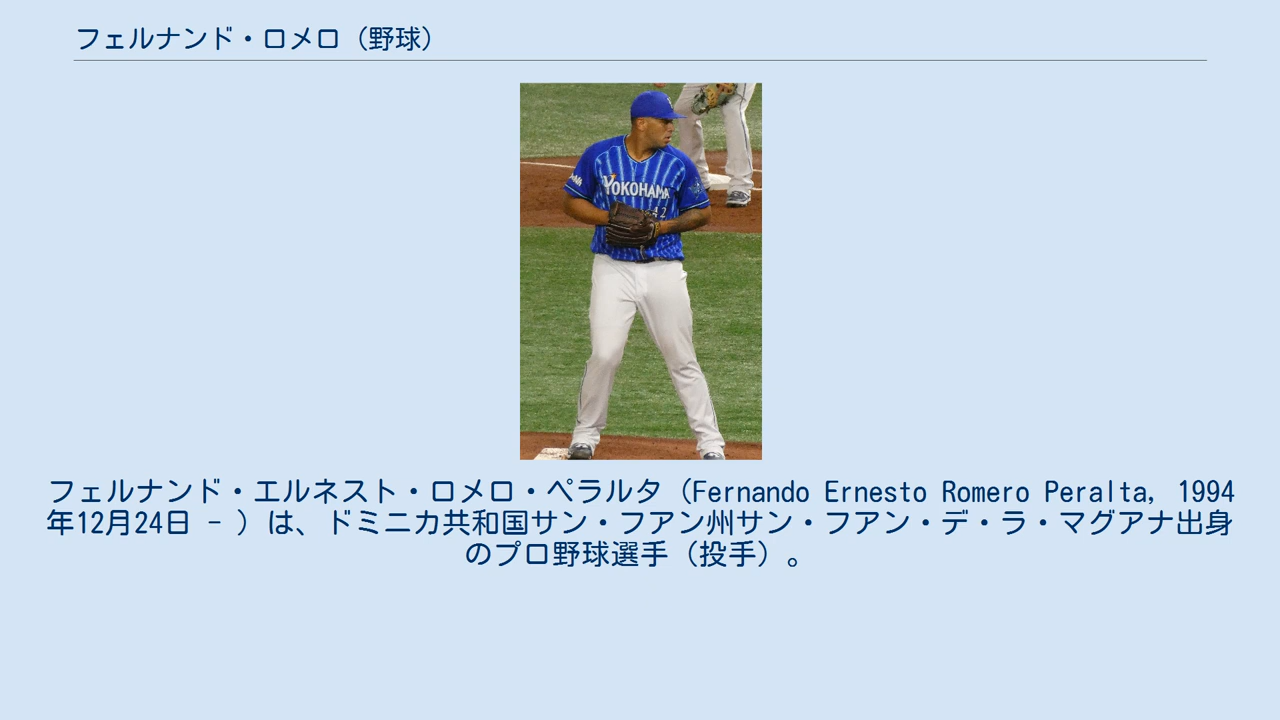 フェルナンド・ロメロ（野球）
YOKOHAMA
42
フェルナンド・エルネスト・ロメロ・ペラルタ（Fernando Ernesto Romero Peralta, 1994
年12月24日 - ）は、ドミニカ共和国サン・フアン州サン・フアン・デ・ラ・マグアナ出身
のプロ野球選手（投手）。